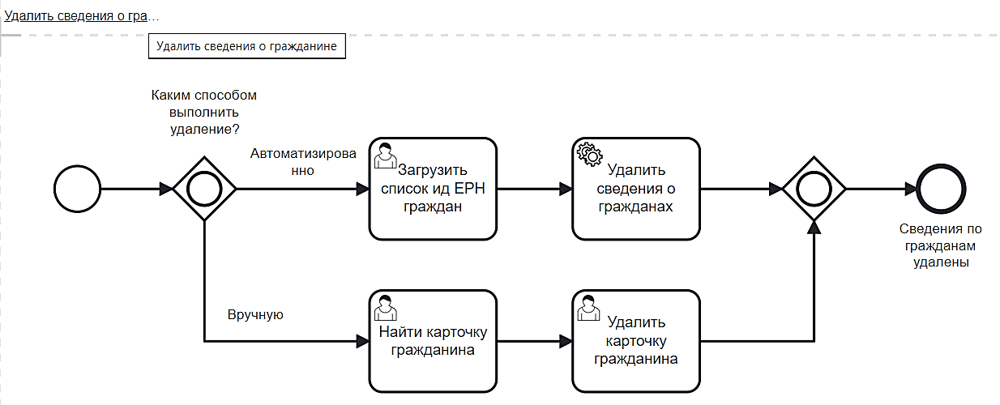 Удалить сведения о гра...
Удалить сведения о гражданине
Каким способом
выполнить
удаление?
Автоматизирова
нно
Загрузить
список ид ЕРН
граждан
Удалить
сведения о
гражданах
Сведения по
гражданам
удалены
Вручную
Найти карточку
гражданина
Удалить
карточку
гражданина